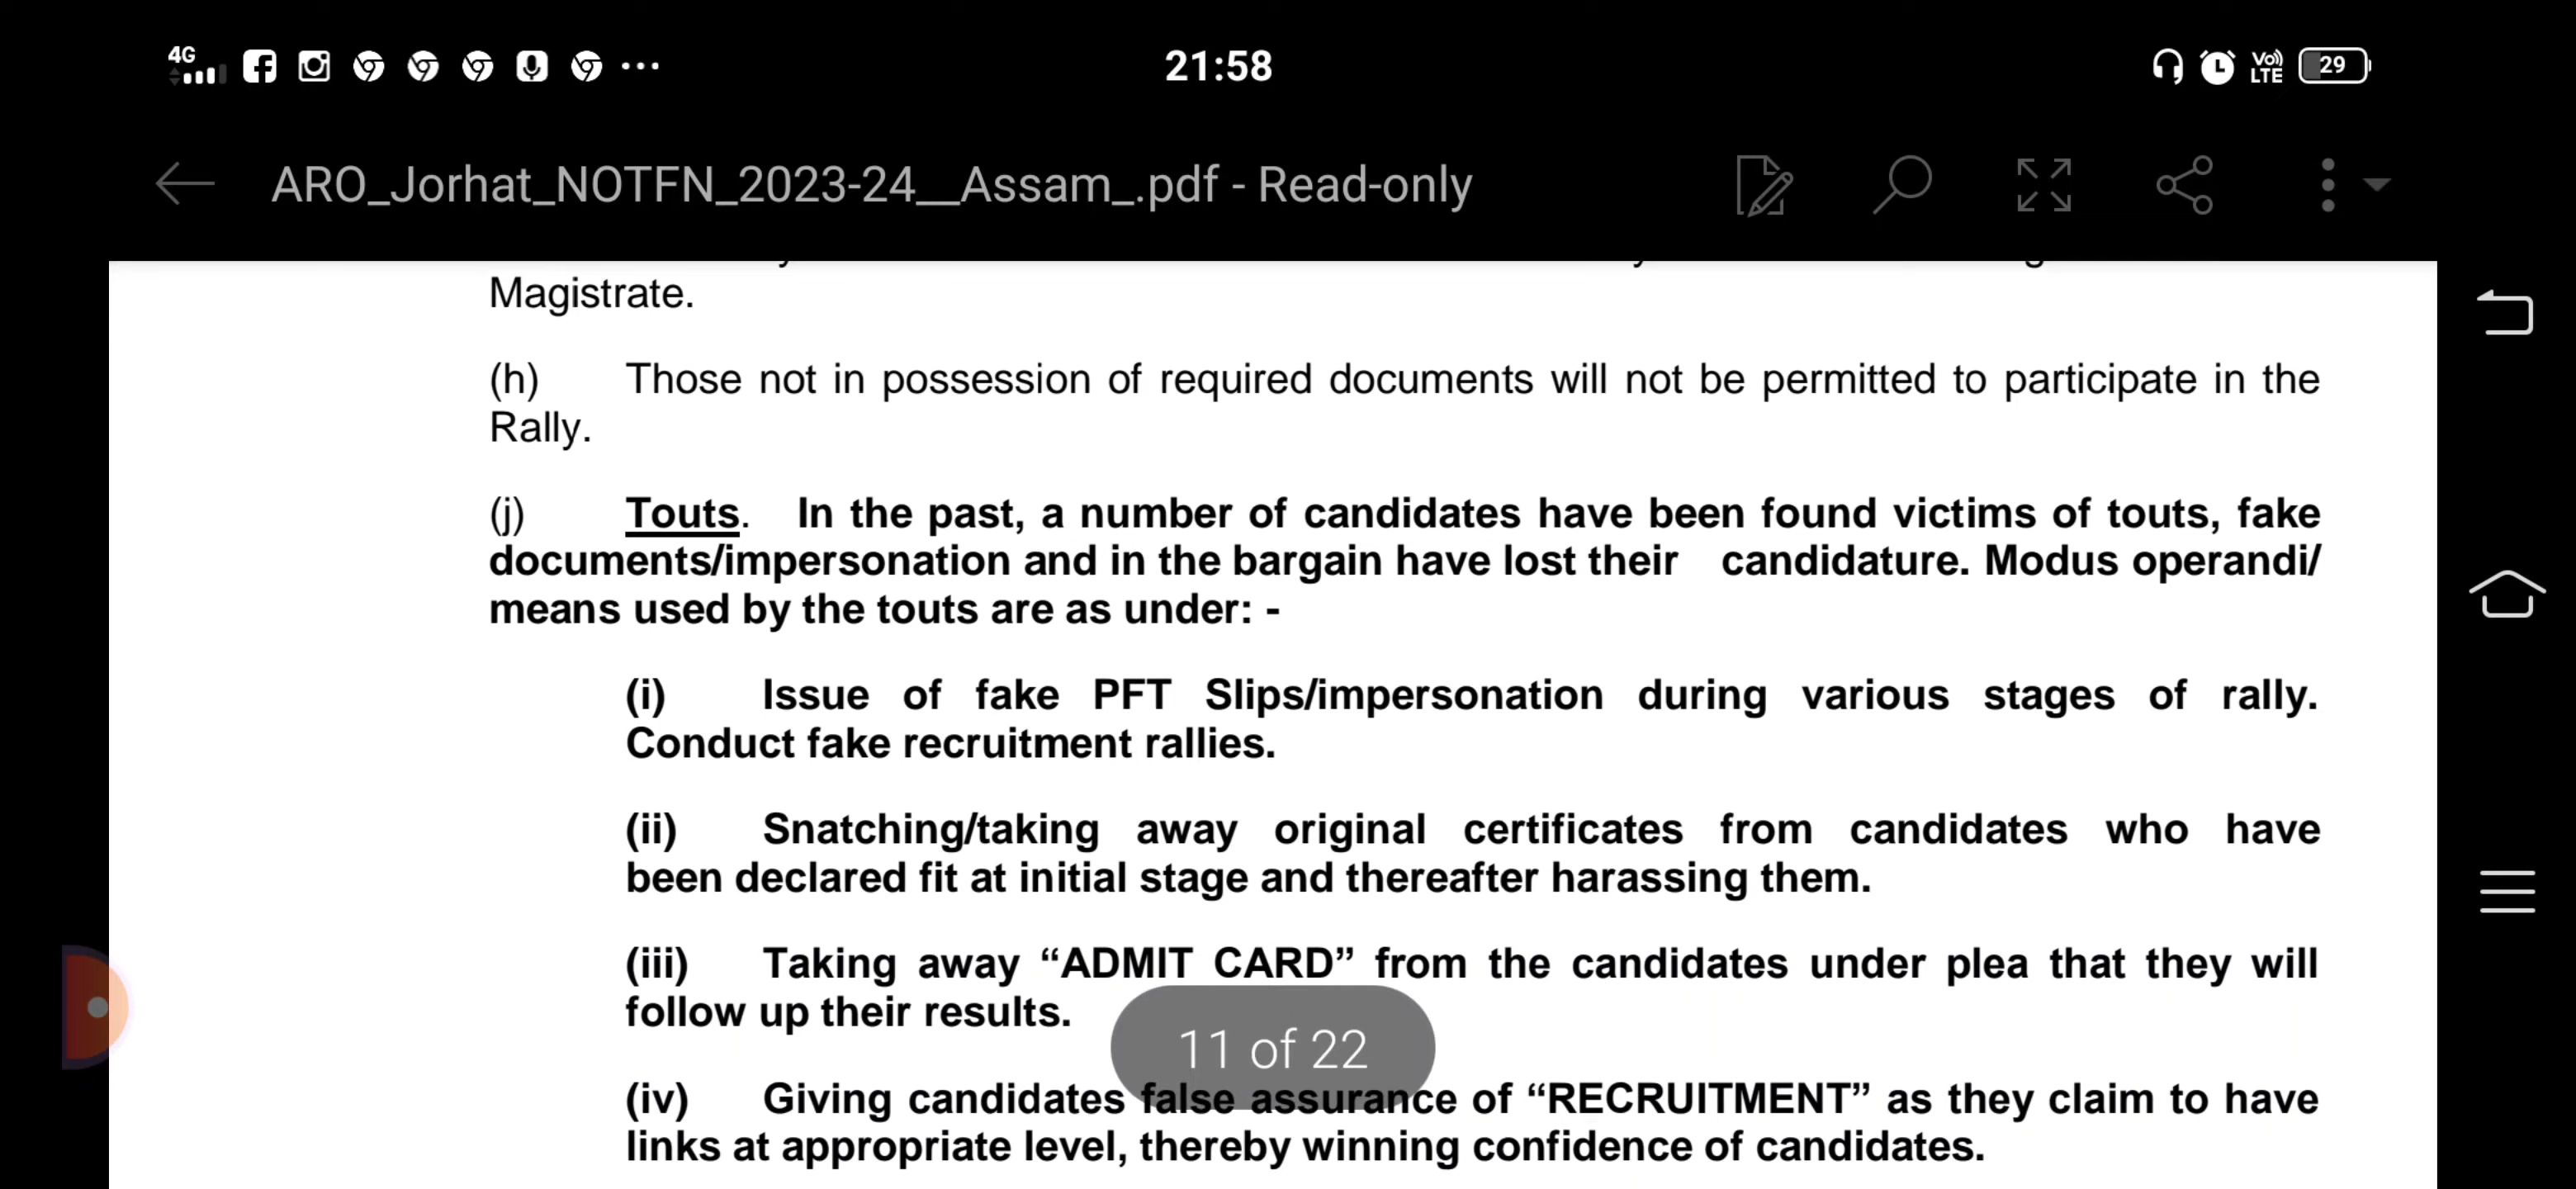 4G
21:58
Vo))
LTE
29
ARO_Jorhat_NOTFN_2023-24__Assam_.pdf - Read-only
Magistrate.
(h) Those not in possession of required documents will not be permitted to participate in the
Rally.
(j) Touts. In the past, a number of candidates have been found victims of touts, fake
documents/impersonation and in the bargain have lost their candidature. Modus operandi/
means used by the touts are as under: -
(i) Issue of fake PFT Slips/impersonation during various stages of rally.
Conduct fake recruitment rallies.
(ii) Snatching/taking away original certificates from candidates who have
been declared fit at initial stage and thereafter harassing them.
(iii) Taking away “ADMIT CARD” from the candidates under plea that they will
follow up their results.
11 of 22
(iv) Giving candidates false assurance of “RECRUITMENT” as they claim to have
links at appropriate level, thereby winning confidence of candidates.